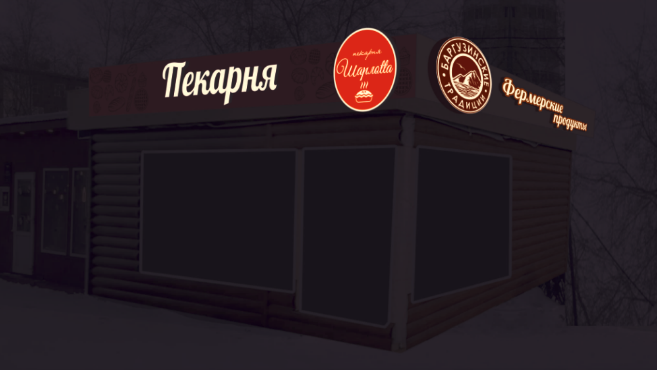 Пекарня
пекарня
Шарлотта
БАРГУЗИНСКИЕ
ТРАДИЦИИ
Фермерские
продукты